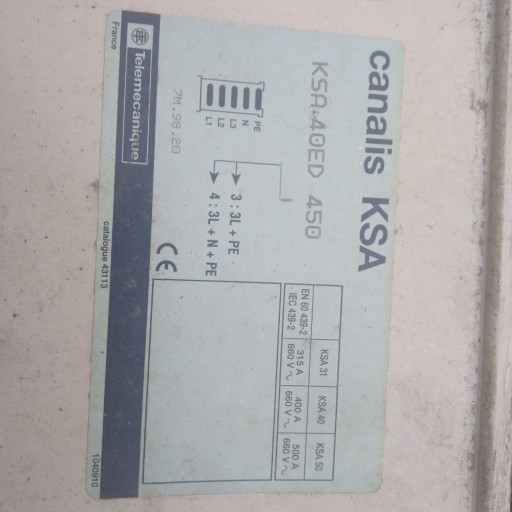 canalis KSA
KSA.40ED 450
PE
N
L3
L2
L1
3 : 3L + PE
4 : 3L + N + PE
7M.99.20
CE
KSA 31 KSA 40 KSA 50
EN 60 439-2 315 A 400 A 500 A
IEC 439-2 660 V ~ 660 V ~ 660 V ~
Telemecanique
France
catalogue 43113
1040910